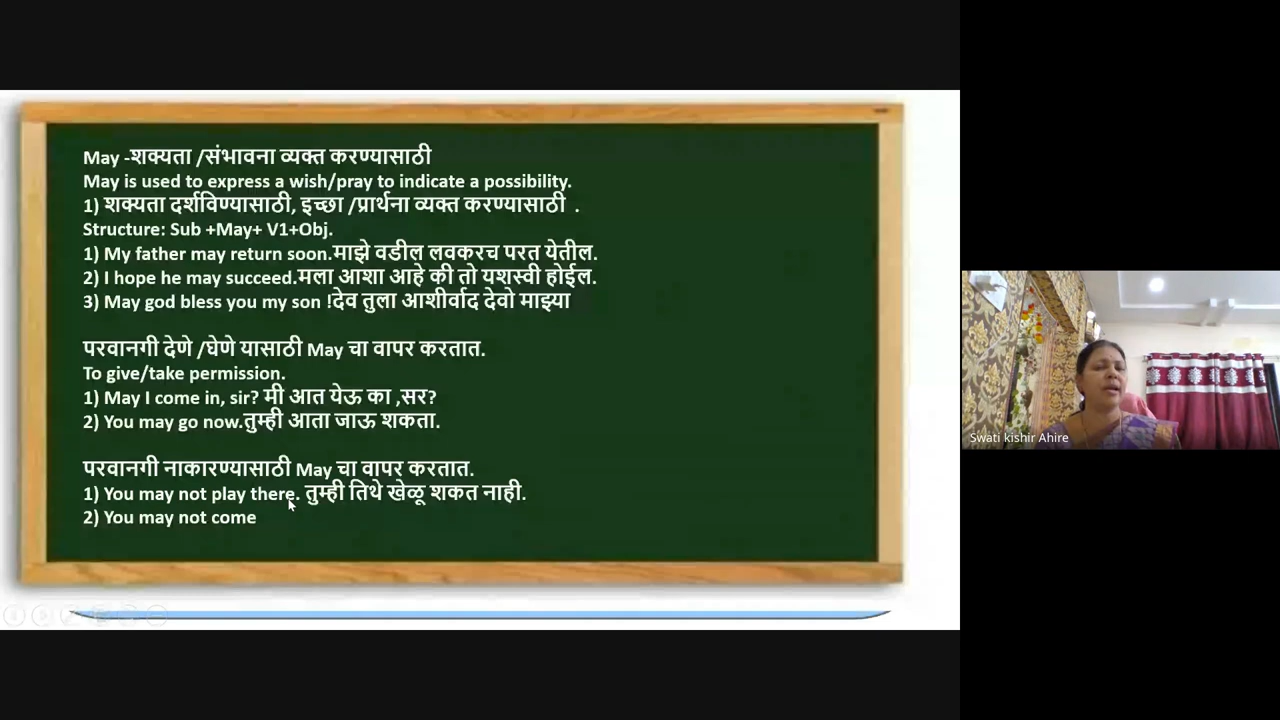 May -शक्यता /संभावना व्यक्त करण्यासाठी
May is used to express a wish/pray to indicate a possibility.
1) शक्यता दर्शविण्यासाठी, इच्छा /प्रार्थना व्यक्त करण्यासाठी .
Structure: Sub +May+ V1+Obj.
1) My father may return soon.माझे वडील लवकरच परत येतील.
2) I hope he may succeed.मला आशा आहे की तो यशस्वी होईल.
3) May god bless you my son !देव तुला आशीर्वाद देवो माझ्या
परवानगी देणे /घेणे यासाठी May चा वापर करतात.
To give/take permission.
1) May I come in, sir? मी आत येऊ का ,सर?
2) You may go now.तुम्ही आता जाऊ शकता.
परवानगी नाकारण्यासाठी May चा वापर करतात.
1) You may not play there. तुम्ही तिथे खेळू शकत नाही.
2) You may not come
Swati kishir Ahire